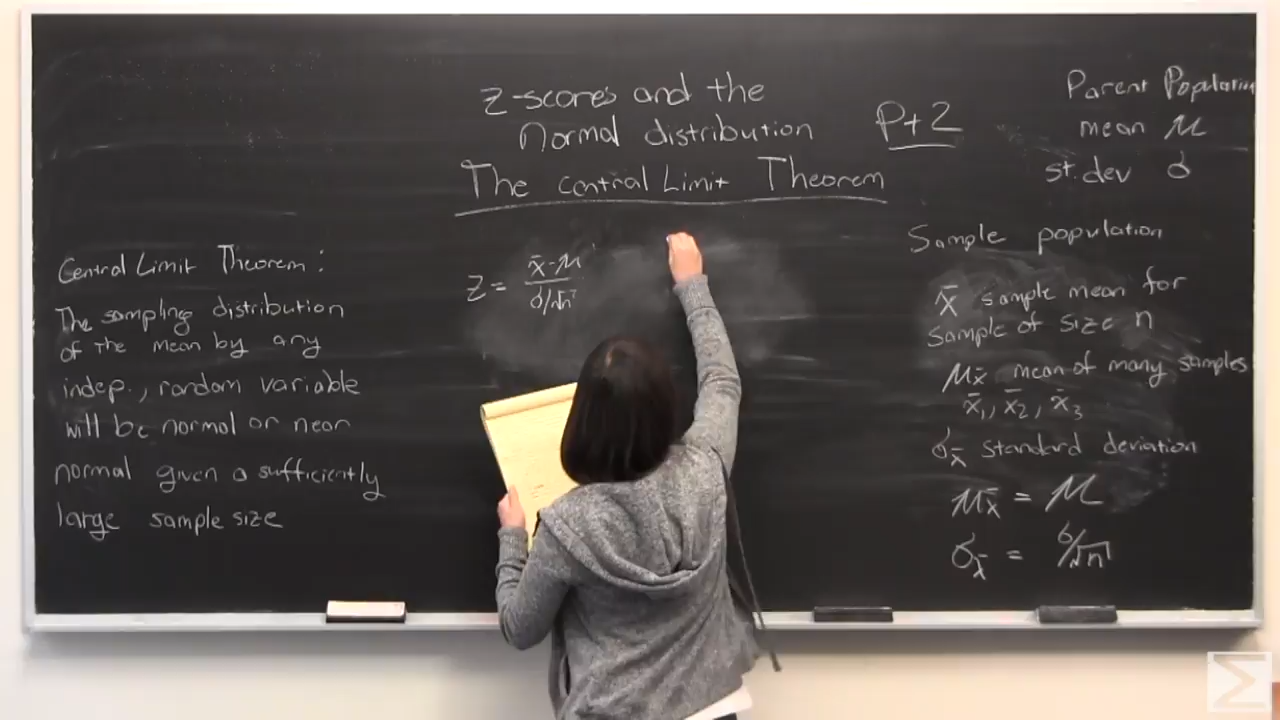 z-scores and the
Normal distribution
Pt 2
The Central Limit Theorem
Central Limit Theorem:
The sampling distribution
of the mean by any
indep., random variable
will be normal or near
normal given a sufficiently
large sample size
z = x̄-μ / σ/√n
Parent Population
mean μ
st. dev σ
Sample population
x̄ sample mean for
sample of size n
μx̄ mean of many samples
x̄1, x̄2, x̄3
σx̄ standard deviation
μx̄ = μ
σx̄ = σ/√n
Σ